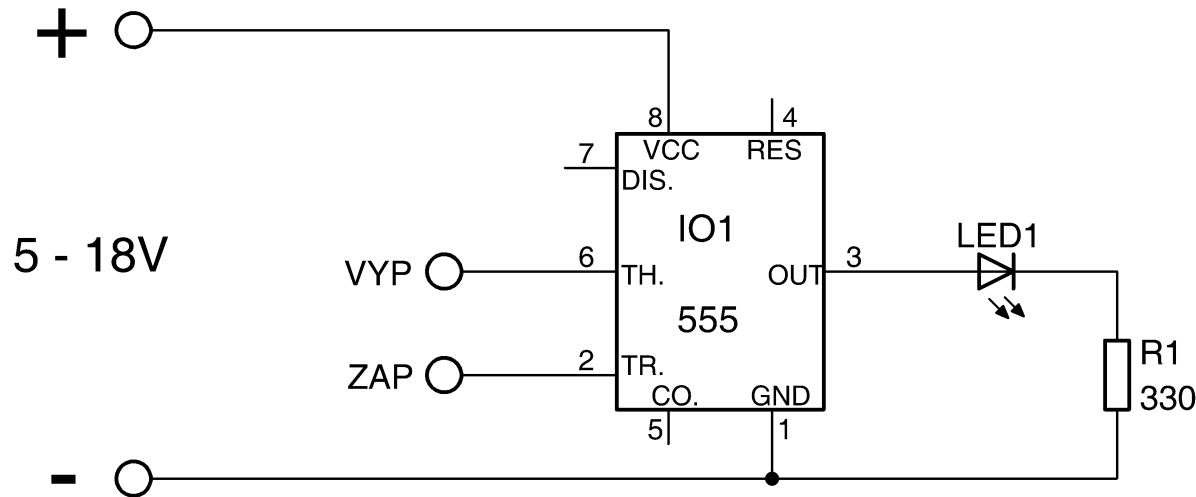 +
8
4
VCC
RES
7
DIS.
IO1
LED1
5 - 18V
VYP
6
TH.
OUT
3
555
ZAP
2
TR.
R1
330
CO.
GND
5
1
-